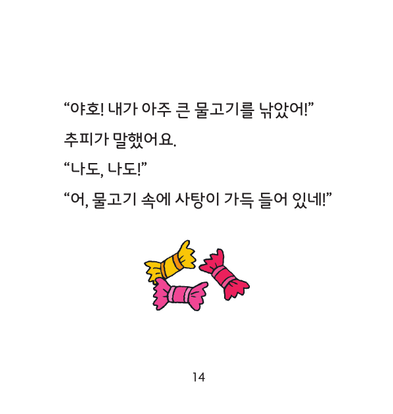 “야호! 내가 아주 큰 물고기를 낚았어!”
추피가 말했어요.
“나도, 나도!”
“어, 물고기 속에 사탕이 가득 들어 있네!”
14